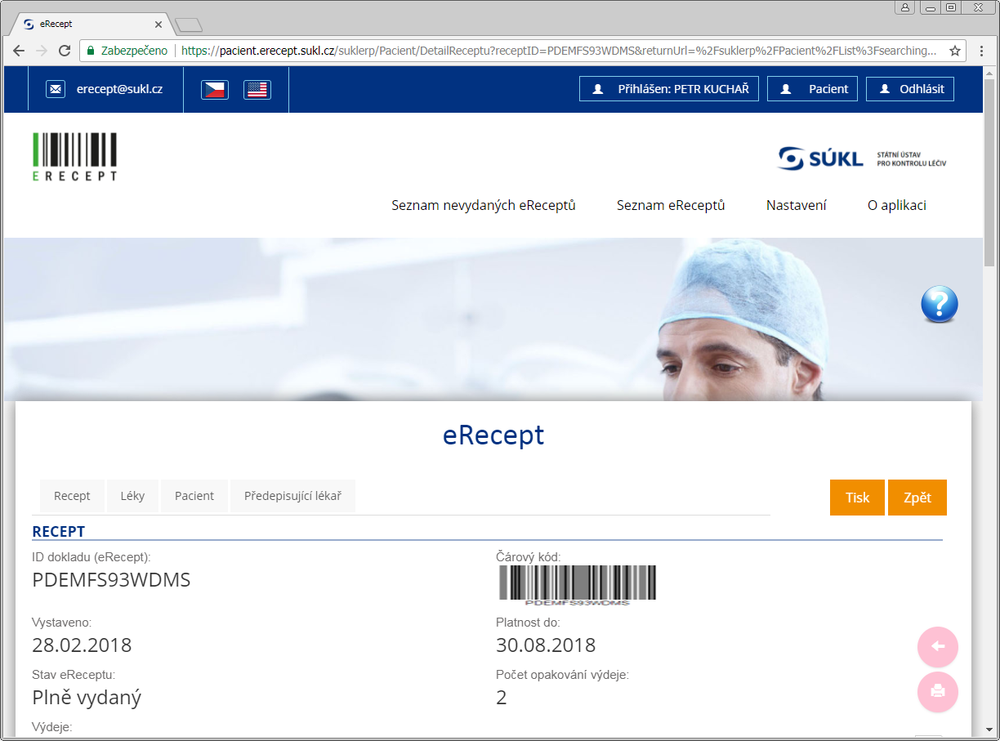 eRecept
Zabezpečeno https://pacient.erecept.sukl.cz/suklerp/Pacient/DetailReceptu?receptID=PDEMFS93WDMS&returnUrl=%2Fsuklerp%2FPacient%2FList%3Fsearching...
erecept@sukl.cz Přihlášen: PETR KUCHAŘ Pacient Odhlásit
ERECEPT
SÚKL STÁTNÍ ÚSTAV
PRO KONTROLU LÉČIV
Seznam nevydaných eReceptů Seznam eReceptů Nastavení O aplikaci
?
eRecept
Recept Léky Pacient Předepisující lékař Tisk Zpět
RECEPT
ID dokladu (eRecept): Čárový kód:
PDEMFS93WDMS
PDEMFS93WDMS
Vystaveno: Platnost do:
28.02.2018 30.08.2018
Stav eReceptu: Počet opakování výdeje:
Plně vydaný 2
Výdeje: